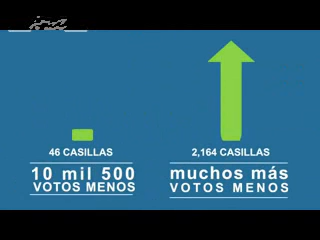 46 CASILLAS
10 mil 500
VOTOS MENOS
2,164 CASILLAS
muchos más
VOTOS MENOS